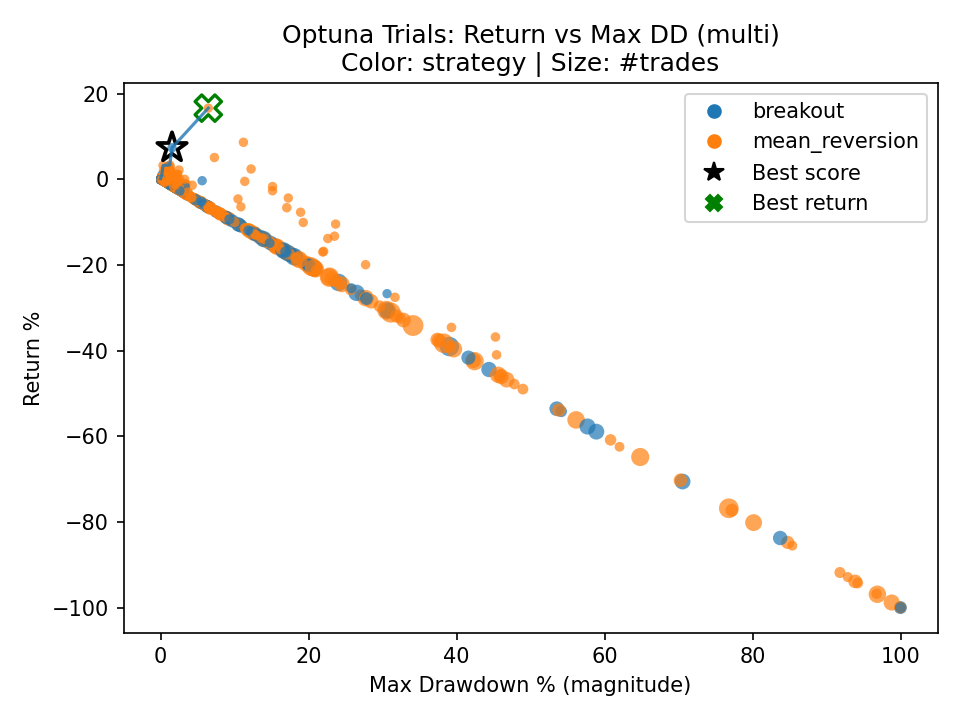 Optuna Trials: Return vs Max DD (multi)
Color: strategy | Size: #trades
breakout
mean_reversion
Best score
Best return
Return %
20
0
−20
−40
−60
−80
−100
0
20
40
60
80
100
Max Drawdown % (magnitude)